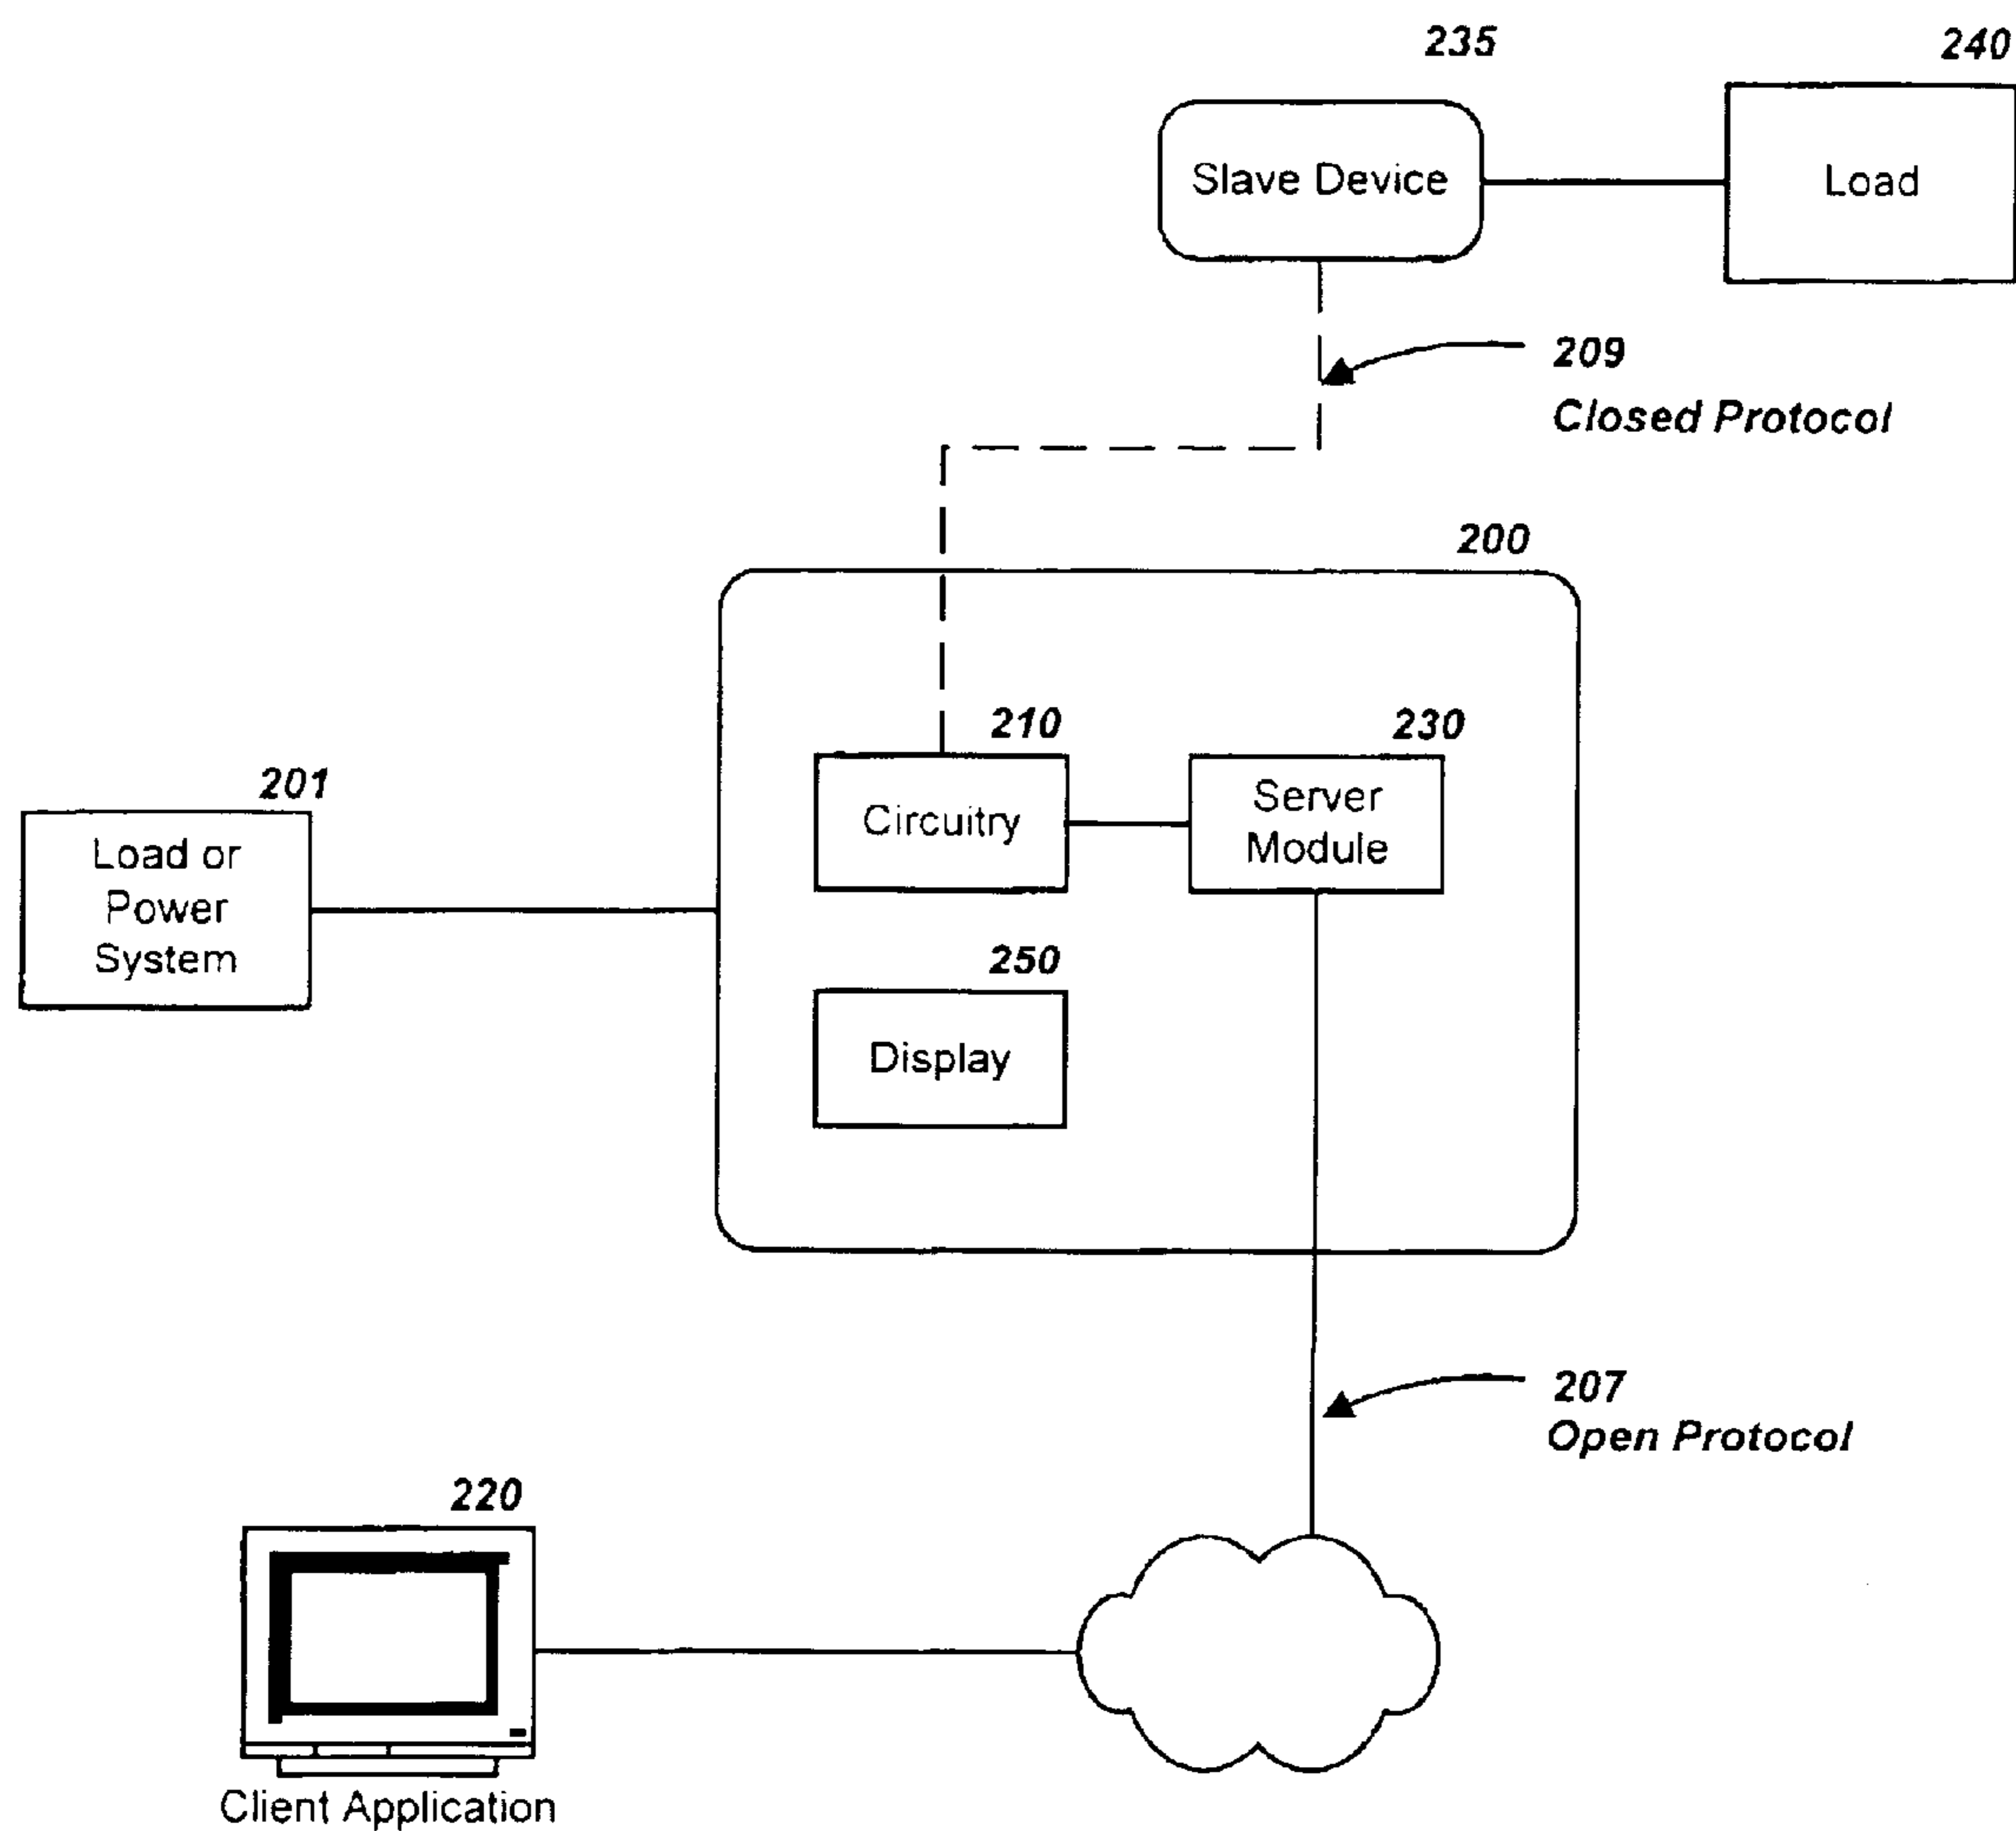 235
240
Slave Device
Load
209
Closed Protocol
200
210
230
201
Circuitry
Server
Module
Load or
Power
System
250
Display
207
Open Protocol
220
Client Application